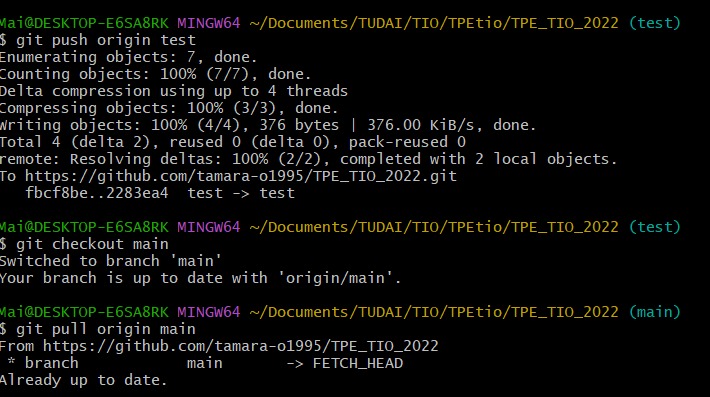 Mai@DESKTOP-E6SA8RK MINGW64 ~/Documents/TUDAI/TIO/TPEtio/TPE_TIO_2022 (test)
$ git push origin test
Enumerating objects: 7, done.
Counting objects: 100% (7/7), done.
Delta compression using up to 4 threads
Compressing objects: 100% (3/3), done.
Writing objects: 100% (4/4), 376 bytes | 376.00 KiB/s, done.
Total 4 (delta 2), reused 0 (delta 0), pack-reused 0
remote: Resolving deltas: 100% (2/2), completed with 2 local objects.
To https://github.com/tamara-o1995/TPE_TIO_2022.git
   fbcf8be..2283ea4  test -> test
Mai@DESKTOP-E6SA8RK MINGW64 ~/Documents/TUDAI/TIO/TPEtio/TPE_TIO_2022 (test)
$ git checkout main
Switched to branch 'main'
Your branch is up to date with 'origin/main'.
Mai@DESKTOP-E6SA8RK MINGW64 ~/Documents/TUDAI/TIO/TPEtio/TPE_TIO_2022 (main)
$ git pull origin main
From https://github.com/tamara-o1995/TPE_TIO_2022
 * branch            main       -> FETCH_HEAD
Already up to date.